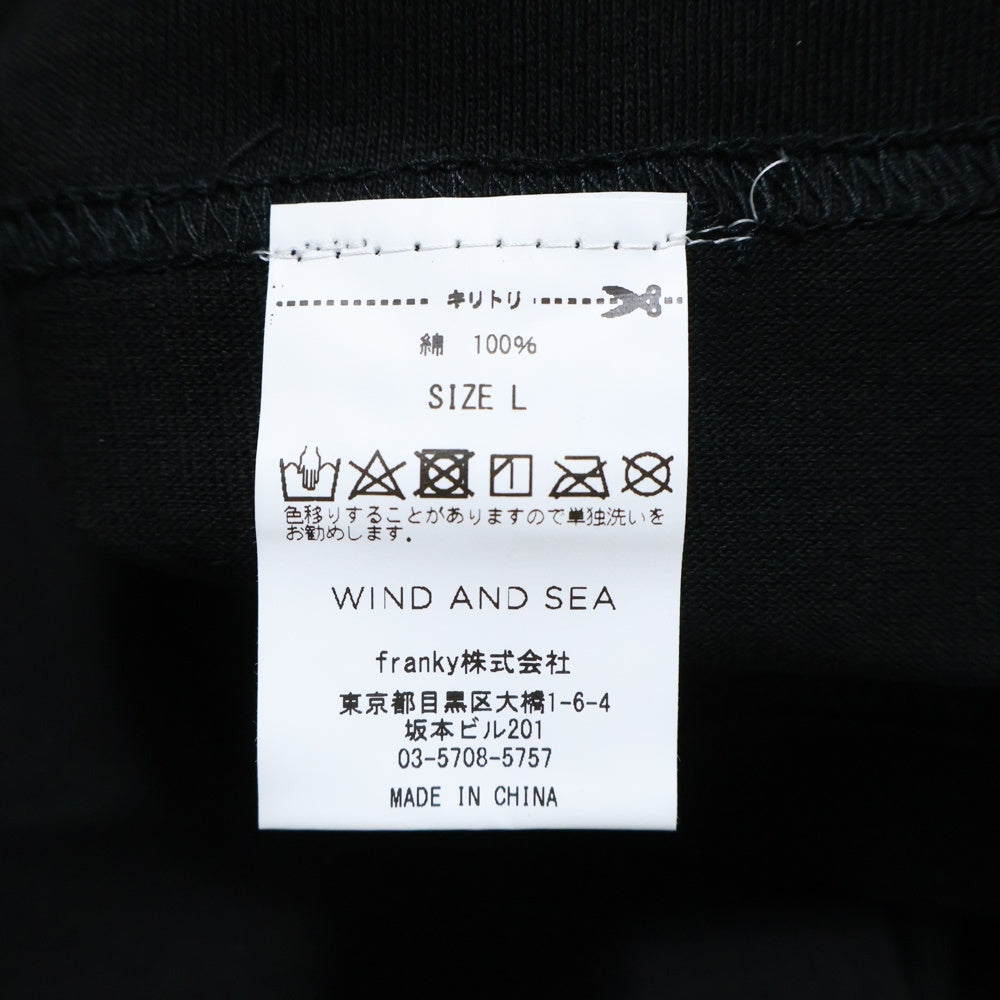 キリトリ
綿 100%
SIZE L
色移りすることがありますので単独洗いを
お勧めします.
WIND AND SEA
franky株式会社
東京都目黒区大橋1-6-4
坂本ビル201
03-5708-5757
MADE IN CHINA